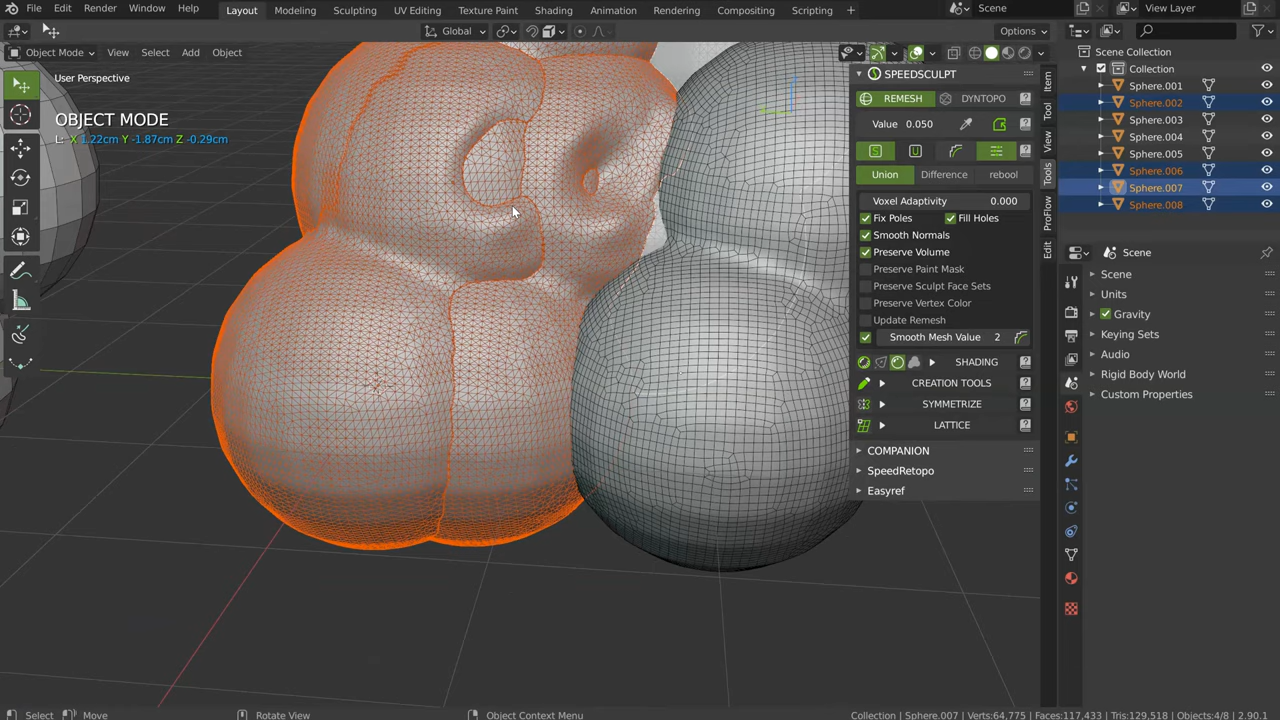 File Edit Render Window Help Layout Modeling Sculpting UV Editing Texture Paint Shading Animation Rendering Compositing Scripting + Scene View Layer
Global Options
Object Mode View Select Add Object
User Perspective
OBJECT MODE
L: X 1.22cm Y -1.87cm Z -0.29cm
SPEEDSCULPT
REMESH DYNTOPO
Value 0.050
Union Difference rebool
Voxel Adaptivity 0.000
Fix Poles Fill Holes
Smooth Normals
Preserve Volume
Preserve Paint Mask
Preserve Sculpt Face Sets
Preserve Vertex Color
Update Remesh
Smooth Mesh Value 2
SHADING
CREATION TOOLS
SYMMETRIZE
LATTICE
COMPANION
SpeedRetopo
Easyref
Item
Tool
View
Tools
ProFlow
Edit
Scene Collection
Collection
Sphere.001
Sphere.002
Sphere.003
Sphere.004
Sphere.005
Sphere.006
Sphere.007
Sphere.008
Scene
Scene
Units
Gravity
Keying Sets
Audio
Rigid Body World
Custom Properties
Select Move Rotate View Object Context Menu Collection | Sphere.007 | Verts:64,775 | Faces:117,433 | Tris:129,518 | Objects:4/8 | 2.90.1